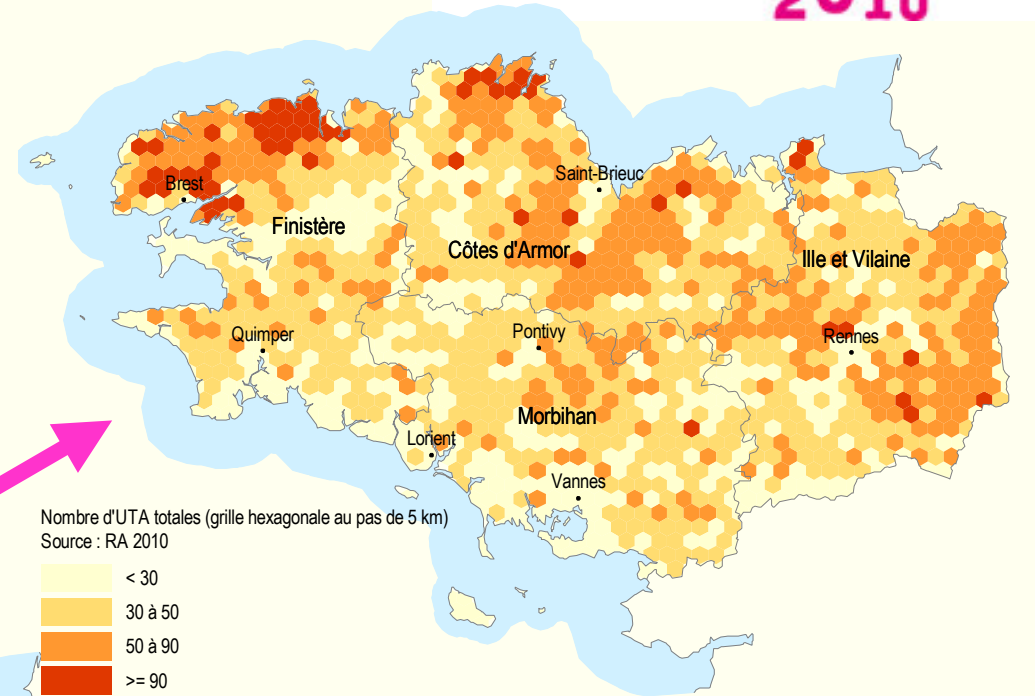 2010
Brest
Saint-Brieuc
Finistère
Côtes d'Armor
Ille et Vilaine
Quimper
Pontivy
Rennes
Morbihan
Lorient
Vannes
Nombre d'UTA totales (grille hexagonale au pas de 5 km)
Source : RA 2010
< 30
30 à 50
50 à 90
>= 90